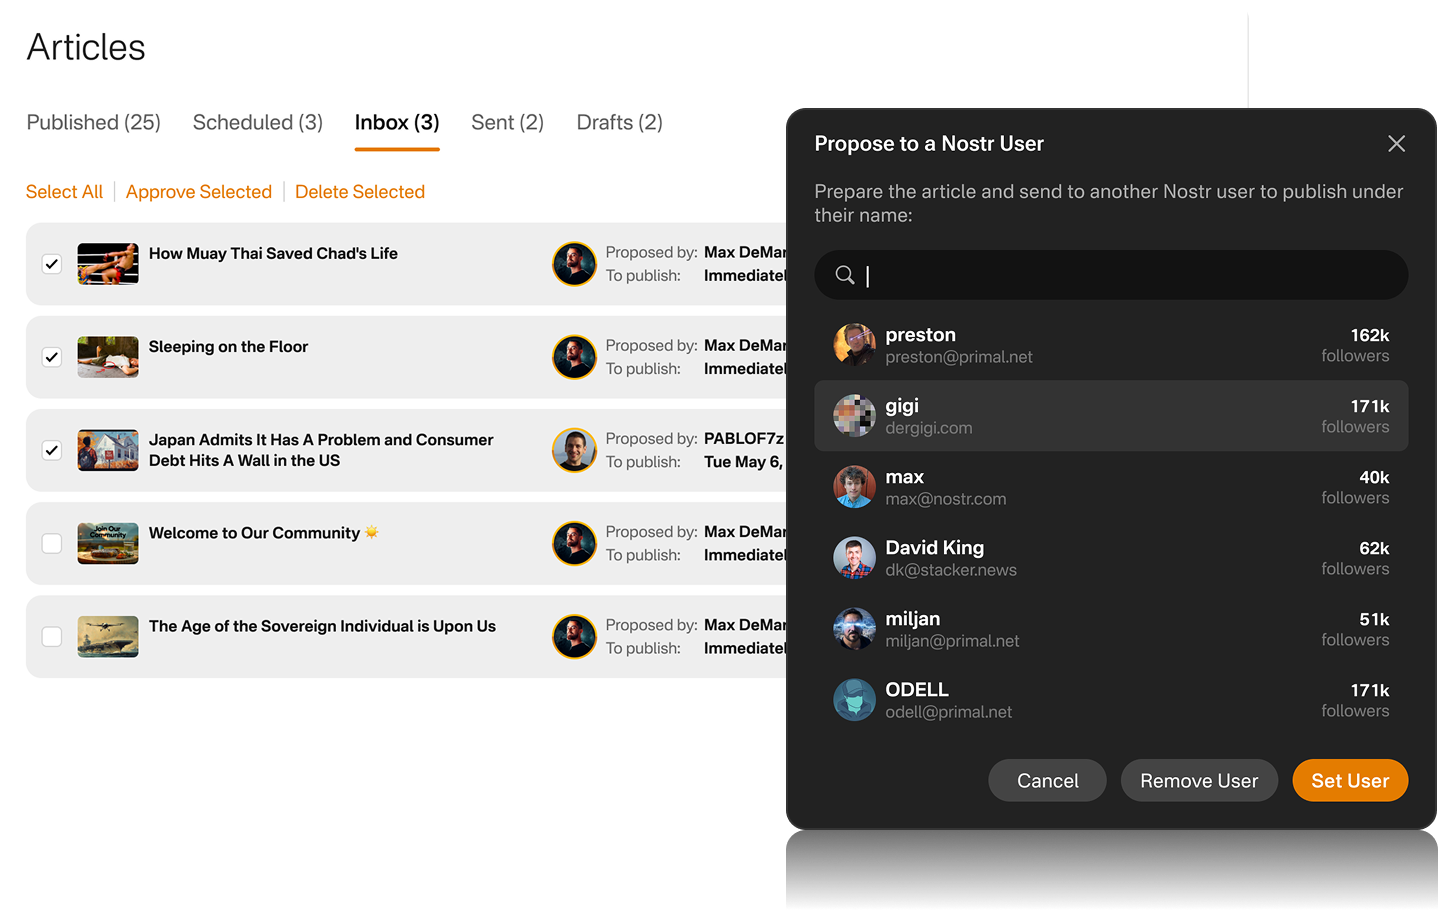 Articles
Published (25)
Scheduled (3)
Inbox (3)
Sent (2)
Drafts (2)
Select All
Approve Selected
Delete Selected
How Muay Thai Saved Chad's Life
Proposed by: Max DeMar
To publish: Immediatel
Sleeping on the Floor
Proposed by: Max DeMar
To publish: Immediatel
Japan Admits It Has A Problem and Consumer
Debt Hits A Wall in the US
Proposed by: PABLOF7z
To publish: Tue May 6,
Join Our
Community
Welcome to Our Community ☀️
Proposed by: Max DeMar
To publish: Immediatel
The Age of the Sovereign Individual is Upon Us
Proposed by: Max DeMar
To publish: Immediatel
Propose to a Nostr User
Prepare the article and send to another Nostr user to publish under
their name:
preston
preston@primal.net
162k
followers
gigi
dergigi.com
171k
followers
max
max@nostr.com
40k
followers
David King
dk@stacker.news
62k
followers
miljan
miljan@primal.net
51k
followers
ODELL
odell@primal.net
171k
followers
Cancel
Remove User
Set User